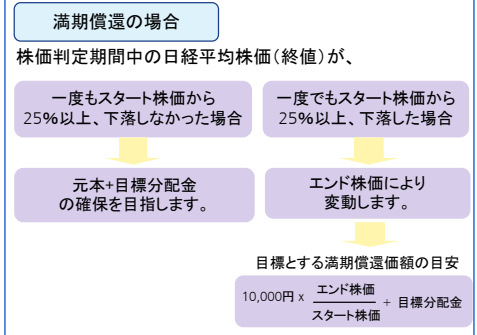 満期償還の場合
株価判定期間中の日経平均株価(終値)が、
一度もスタート株価から
25%以上、下落しなかった場合
一度でもスタート株価から
25%以上、下落した場合
元本+目標分配金
の確保を目指します。
エンド株価により
変動します。
目標とする満期償還価額の目安
10,000円 x エンド株価 / スタート株価 + 目標分配金